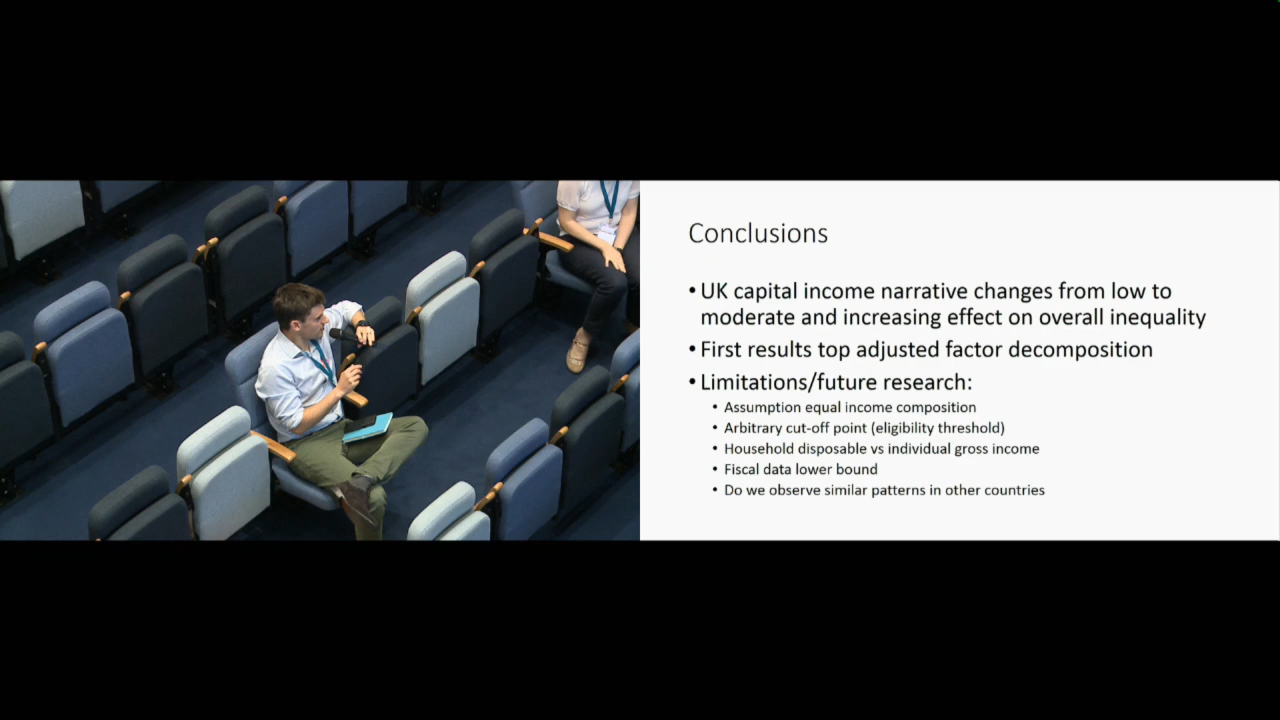 Conclusions
• UK capital income narrative changes from low to
moderate and increasing effect on overall inequality
• First results top adjusted factor decomposition
• Limitations/future research:
• Assumption equal income composition
• Arbitrary cut-off point (eligibility threshold)
• Household disposable vs individual gross income
• Fiscal data lower bound
• Do we observe similar patterns in other countries